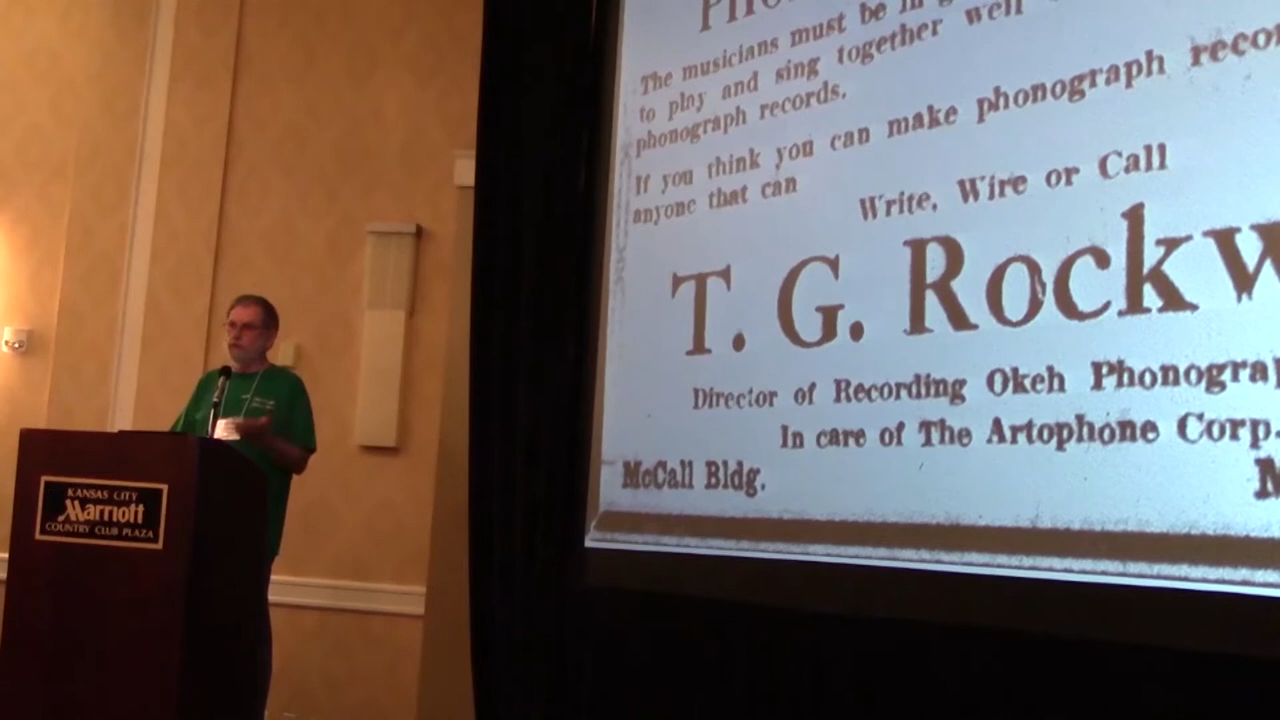 The musicians must be in
to play and sing together well
phonograph records.
If you think you can make phonograph
anyone that can
Write, Wire or Call
T. G. Rockw
Director of Recording Okeh Phonogra
In care of The Artophone Corp.
McCall Bldg.
KANSAS CITY
Marriott
COUNTRY CLUB PLAZA